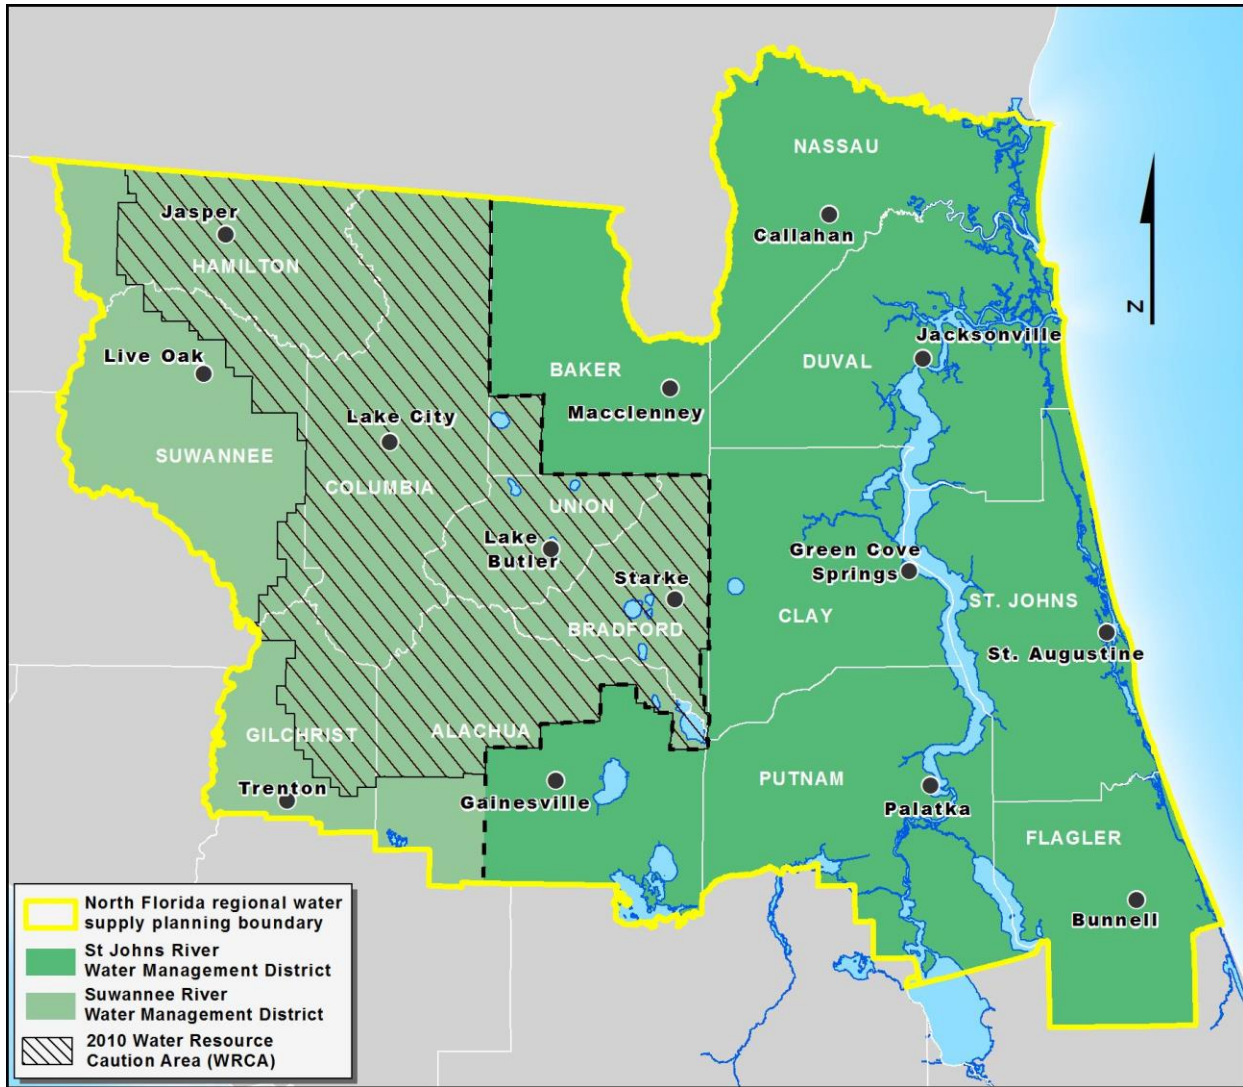 NASSAU
Jasper
Callahan
HAMILTON
Jacksonville
Live Oak
BAKER
DUVAL
Macclenney
Lake City
SUWANNEE
COLUMBIA
UNION
Lake
Butler
Green Cove
Springs
Starke
ST. JOHNS
BRADFORD
CLAY
St. Augustine
GILCHRIST
ALACHUA
Trenton
Gainesville
PUTNAM
Palatka
FLAGLER
Bunnell
N
North Florida regional water
supply planning boundary
St Johns River
Water Management District
Suwannee River
Water Management District
2010 Water Resource
Caution Area (WRCA)